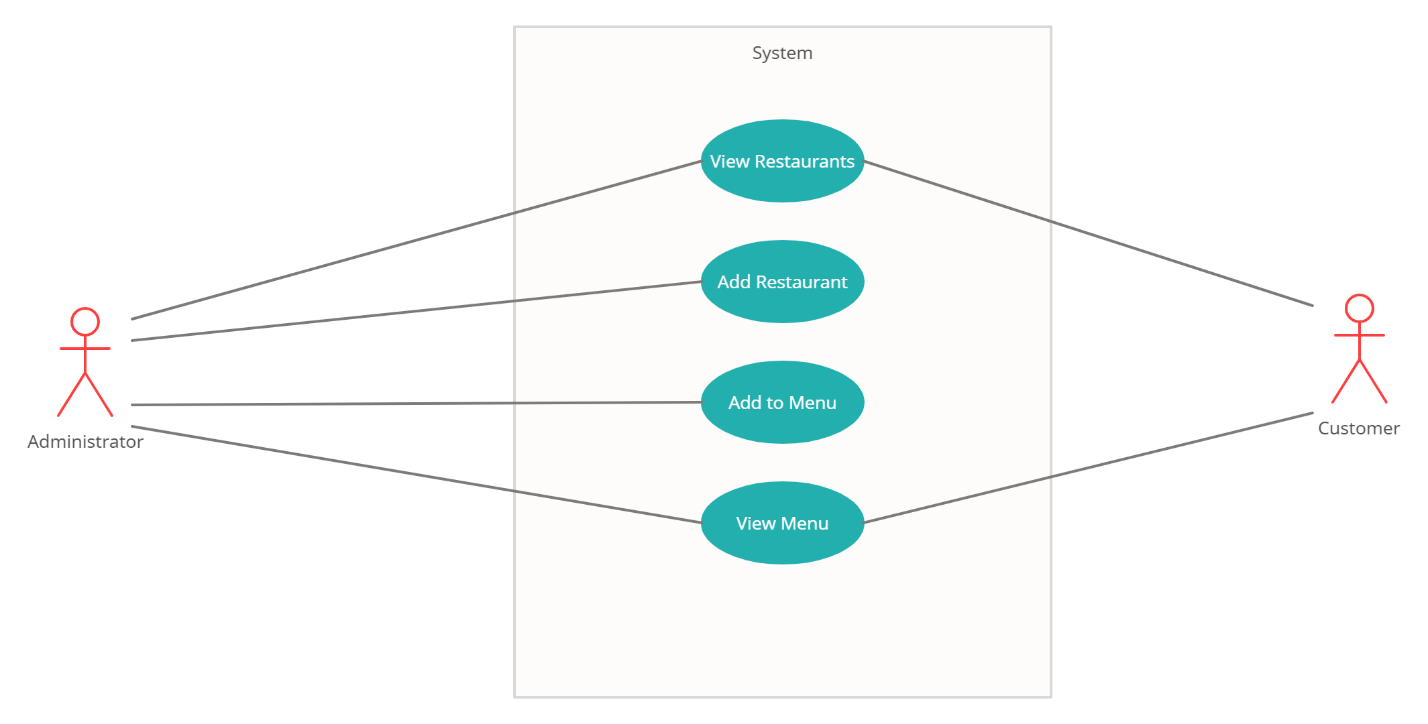 System
View Restaurants
Add Restaurant
Add to Menu
View Menu
Administrator
Customer